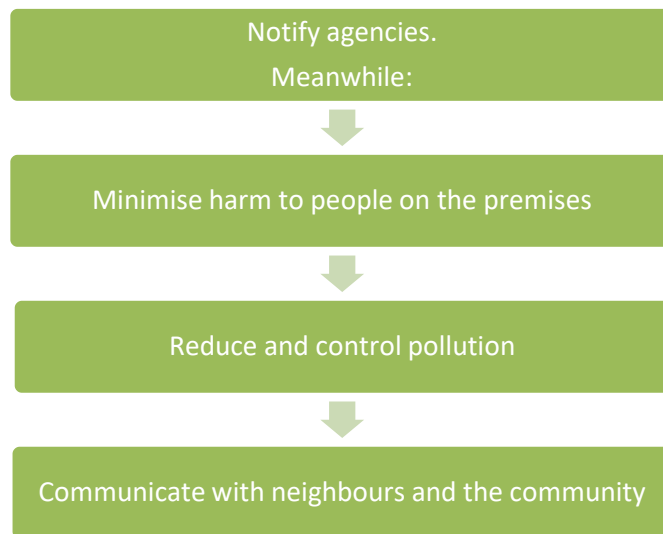 Notify agencies.
Meanwhile:
Minimise harm to people on the premises
Reduce and control pollution
Communicate with neighbours and the community